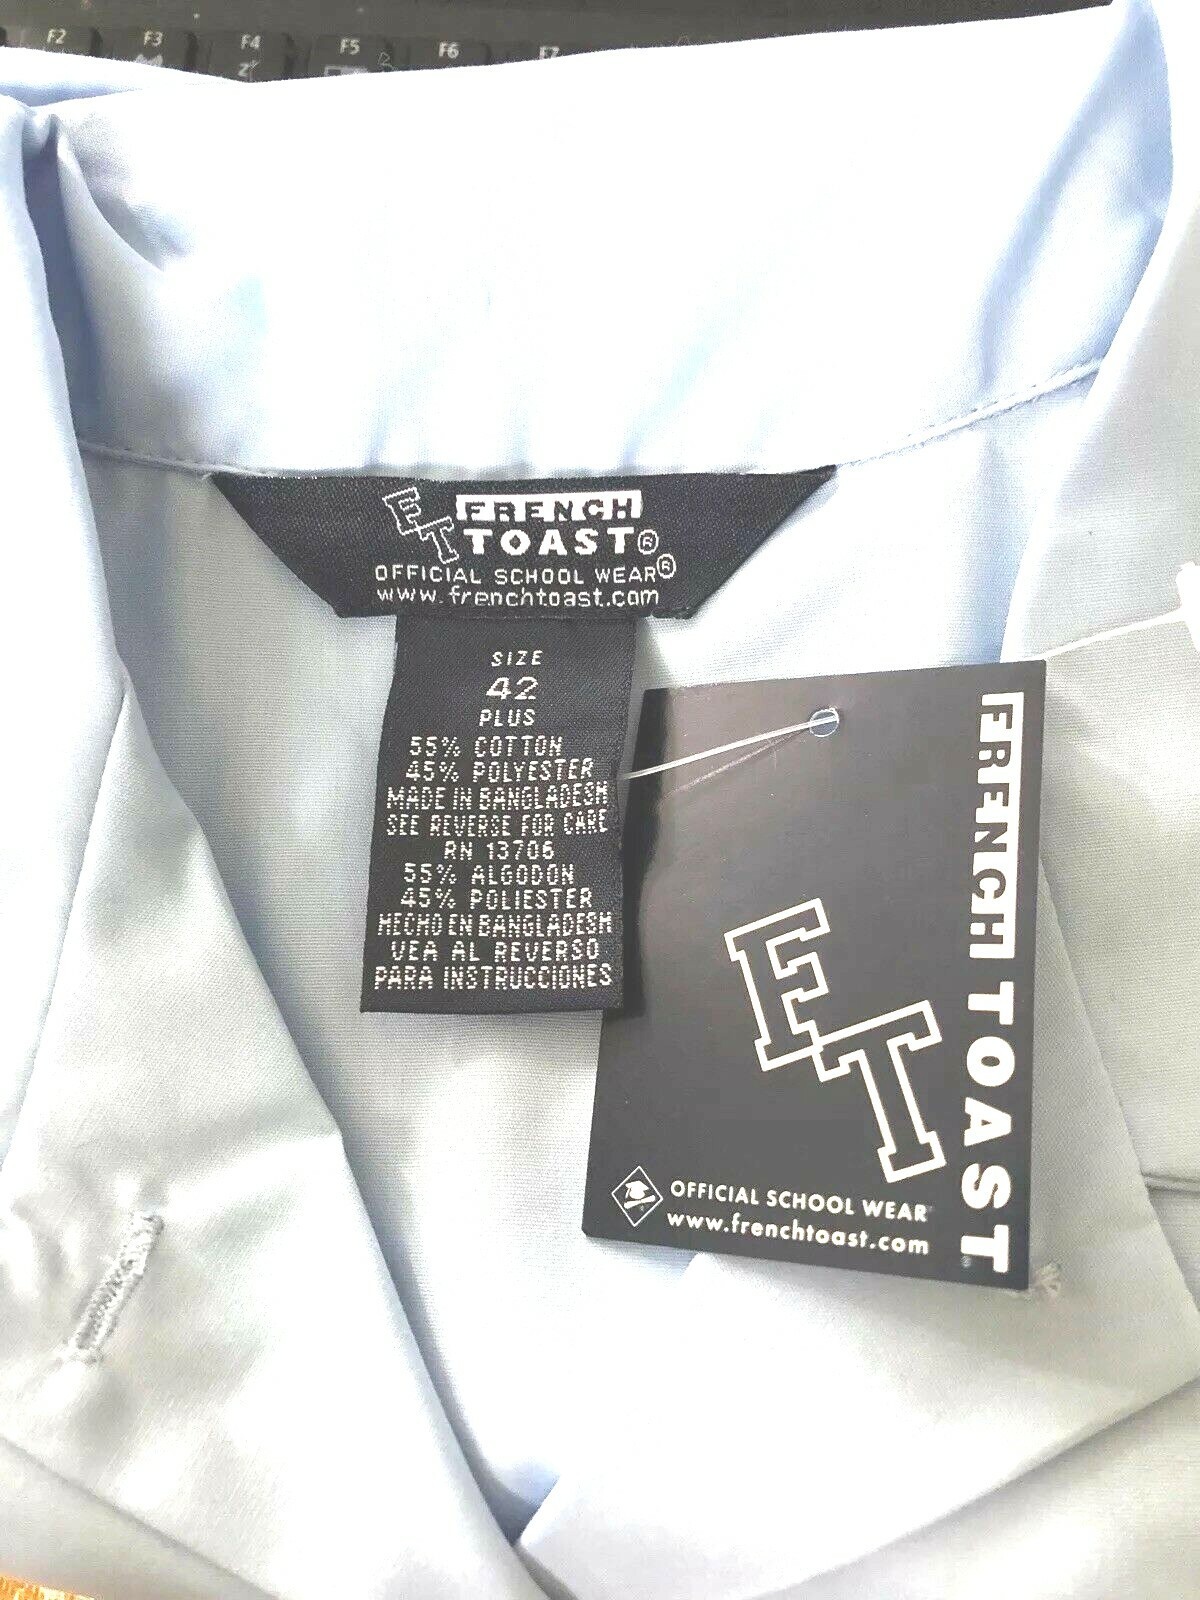 F2 F3 F4 F5 F6 F7
Z
FT FRENCH
TOAST®
OFFICIAL SCHOOL WEAR®
www.frenchtoast.com
SIZE
42
PLUS
55% COTTON
45% POLYESTER
MADE IN BANGLADESH
SEE REVERSE FOR CARE
RN 13706
55% ALGODON
45% POLIESTER
HECHO EN BANGLADESH
VEA AL REVERSO
PARA INSTRUCCIONES
FRENCH TOAST®
FT
OFFICIAL SCHOOL WEAR
www.frenchtoast.com